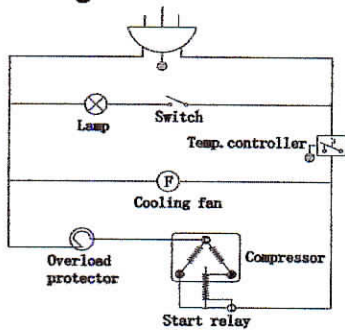 Lamp
Switch
Temp. controller
F
Cooling fan
Overload
protector
Compressor
Start relay